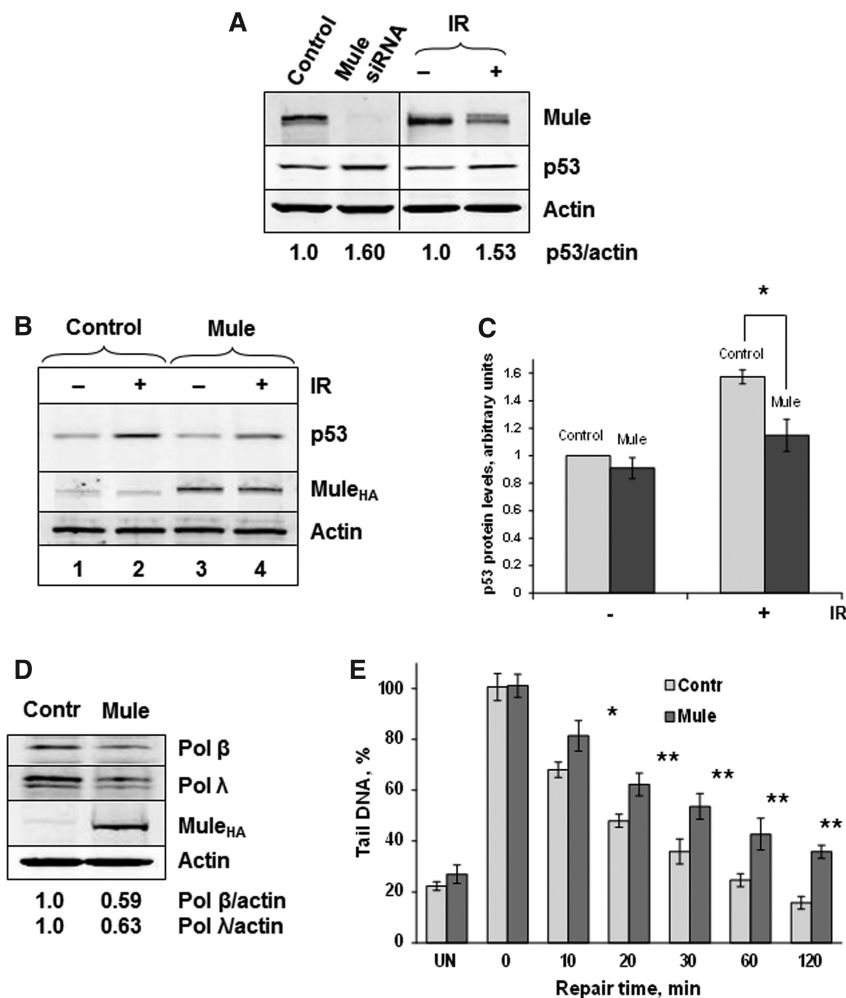 A
Control
Mule
siRNA
IR
– +
Mule
p53
Actin
1.0 1.60 1.0 1.53 p53/actin
B
Control Mule
– + – + IR
p53
MuleHA
Actin
1 2 3 4
C
*
p53 protein levels, arbitrary units
1.6
1.4
1.2
1
0.8
0.6
0.4
0.2
0
Control
Mule
Control
Mule
- + IR
D
Contr Mule
Pol β
Pol λ
MuleHA
Actin
1.0 0.59 Pol β/actin
1.0 0.63 Pol λ/actin
E
Tail DNA, %
100
80
60
40
20
0
Contr
Mule
* ** ** ** **
UN 0 10 20 30 60 120
Repair time, min